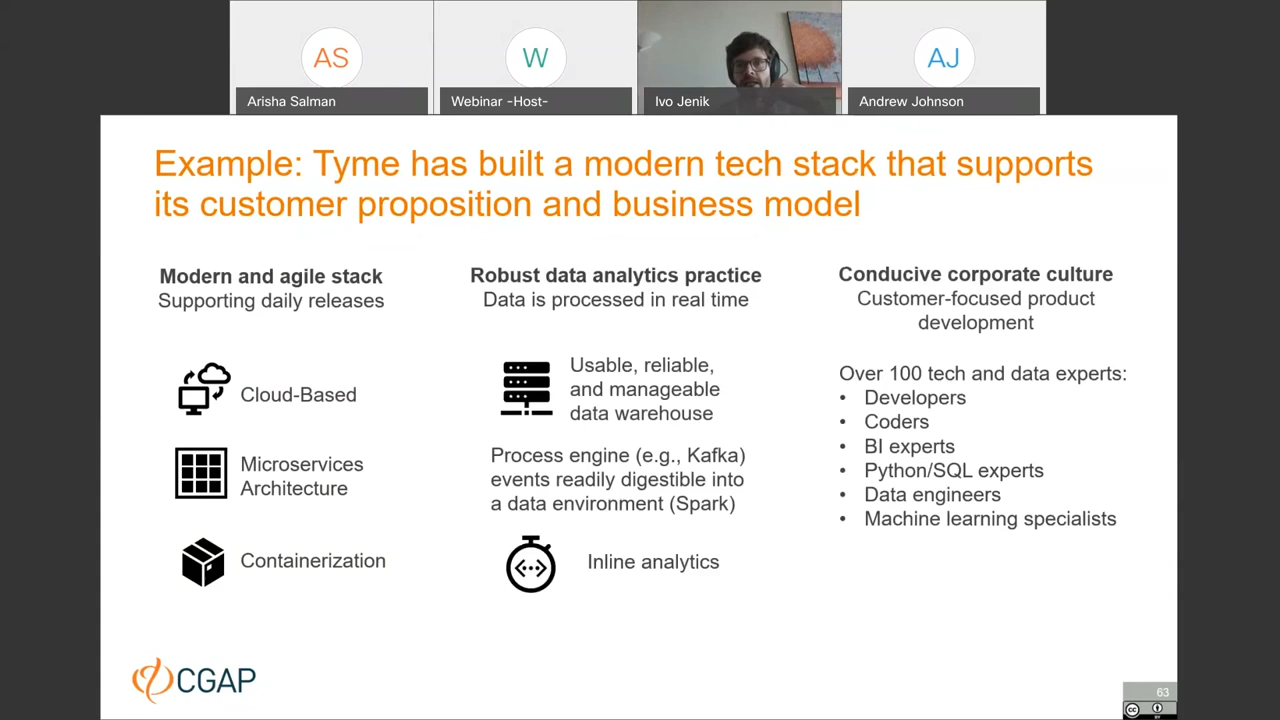 AS
W
AJ
Arisha Salman
Webinar -Host-
Ivo Jenik
Andrew Johnson
Example: Tyme has built a modern tech stack that supports
its customer proposition and business model
Modern and agile stack
Supporting daily releases
Cloud-Based
Microservices
Architecture
Containerization
Robust data analytics practice
Data is processed in real time
Usable, reliable,
and manageable
data warehouse
Process engine (e.g., Kafka)
events readily digestible into
a data environment (Spark)
Inline analytics
Conducive corporate culture
Customer-focused product
development
Over 100 tech and data experts:
• Developers
• Coders
• BI experts
• Python/SQL experts
• Data engineers
• Machine learning specialists
CGAP
63
cc
BY